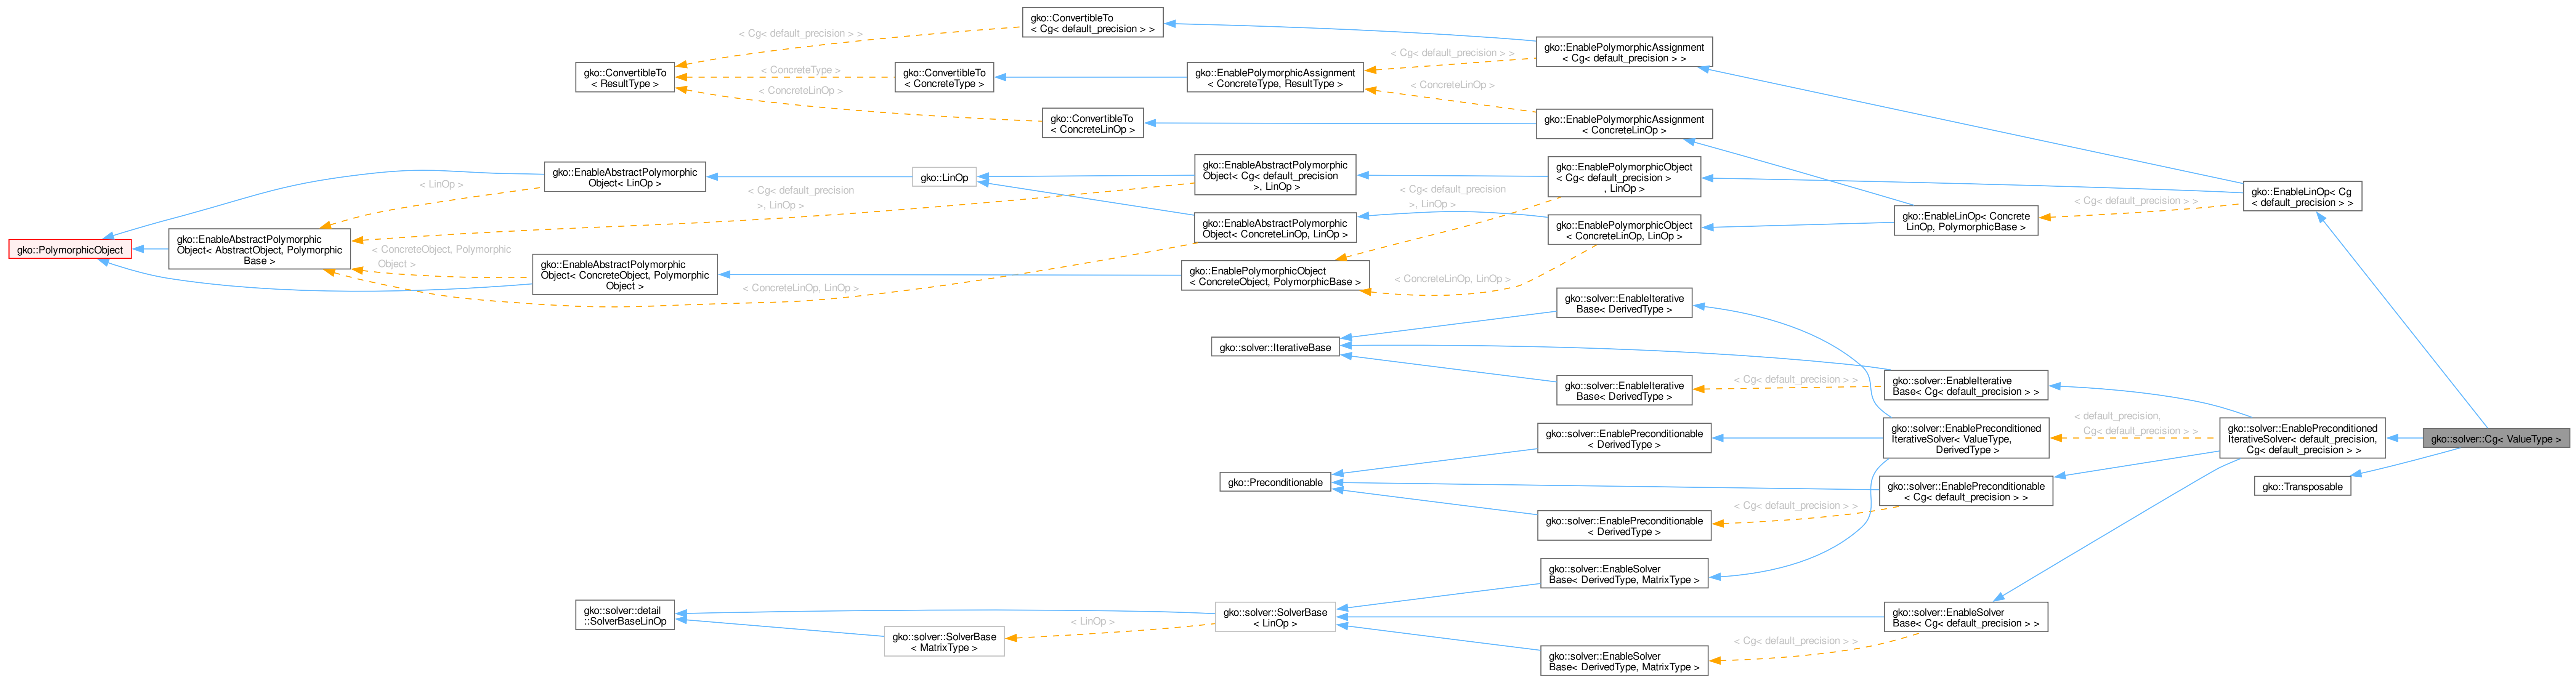 gko::ConvertibleTo
< Cg< default_precision > >
< Cg< default_precision > >
gko::EnablePolymorphicAssignment
< Cg< default_precision > >
< Cg< default_precision > >
gko::ConvertibleTo
< ResultType >
< ConcreteType >
gko::ConvertibleTo
< ConcreteType >
gko::EnablePolymorphicAssignment
< ConcreteType, ResultType >
< ConcreteLinOp >
< ConcreteLinOp >
gko::ConvertibleTo
< ConcreteLinOp >
gko::EnablePolymorphicAssignment
< ConcreteLinOp >
gko::EnableAbstractPolymorphic
Object< LinOp >
< LinOp >
gko::LinOp
gko::EnableAbstractPolymorphic
Object< Cg< default_precision
>, LinOp >
gko::EnablePolymorphicObject
< Cg< default_precision >
, LinOp >
< Cg< default_precision
>, LinOp >
< Cg< default_precision
>, LinOp >
gko::EnableLinOp< Cg
< default_precision > >
< Cg< default_precision > >
gko::EnableLinOp< Concrete
LinOp, PolymorphicBase >
gko::EnableAbstractPolymorphic
Object< ConcreteLinOp, LinOp >
gko::EnablePolymorphicObject
< ConcreteLinOp, LinOp >
gko::PolymorphicObject
gko::EnableAbstractPolymorphic
Object< AbstractObject, Polymorphic
Base >
< ConcreteObject, Polymorphic
Object >
gko::EnableAbstractPolymorphic
Object< ConcreteObject, Polymorphic
Object >
gko::EnablePolymorphicObject
< ConcreteObject, PolymorphicBase >
< ConcreteLinOp, LinOp >
< ConcreteLinOp, LinOp >
gko::solver::EnableIterative
Base< DerivedType >
gko::solver::IterativeBase
gko::solver::EnableIterative
Base< DerivedType >
< Cg< default_precision > >
gko::solver::EnableIterative
Base< Cg< default_precision > >
gko::solver::EnablePreconditionable
< DerivedType >
gko::solver::EnablePreconditioned
IterativeSolver< ValueType,
DerivedType >
< default_precision,
Cg< default_precision > >
gko::solver::EnablePreconditioned
IterativeSolver< default_precision,
Cg< default_precision > >
gko::solver::Cg< ValueType >
gko::Preconditionable
gko::solver::EnablePreconditionable
< Cg< default_precision > >
gko::Transposable
< Cg< default_precision > >
gko::solver::EnablePreconditionable
< DerivedType >
gko::solver::EnableSolver
Base< DerivedType, MatrixType >
gko::solver::detail
::SolverBaseLinOp
gko::solver::SolverBase
< LinOp >
gko::solver::EnableSolver
Base< Cg< default_precision > >
< LinOp >
gko::solver::SolverBase
< MatrixType >
< Cg< default_precision > >
gko::solver::EnableSolver
Base< DerivedType, MatrixType >